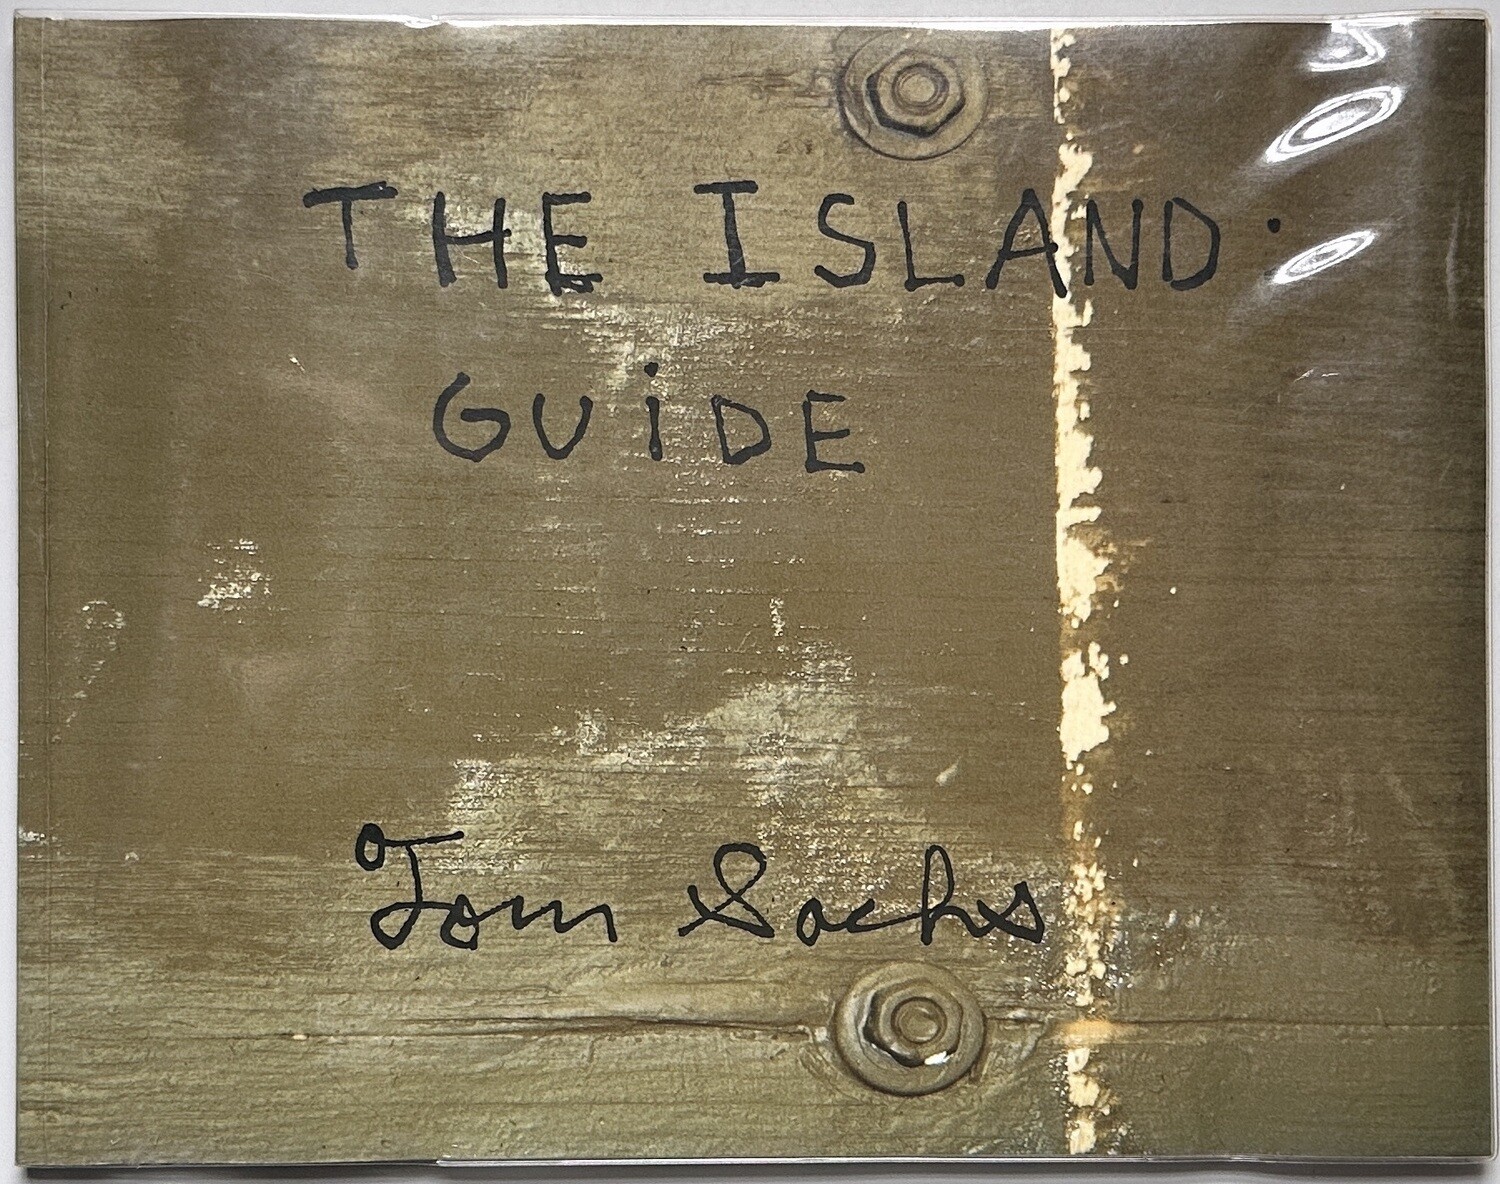 THE ISLAND.
GUiDE
Tom Sachs